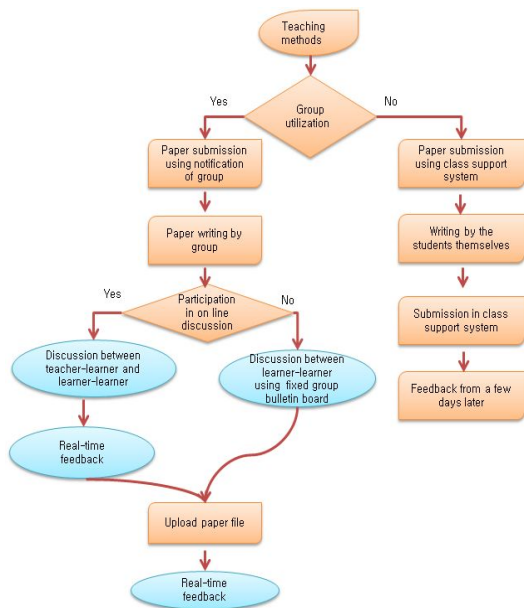 Teaching
methods
Yes
Group
utilization
No
Paper submission
using notification
of group
Paper submission
using class support
system
Paper writing by
group
Writing by the
students themselves
Yes
Participation
in on line
discussion
No
Submission in class
support system
Discussion between
teacher-learner and
learner-learner
Discussion between
learner-learner
using fixed group
bulletin board
Feedback from a few
days later
Real-time
feedback
Upload paper file
Real-time
feedback